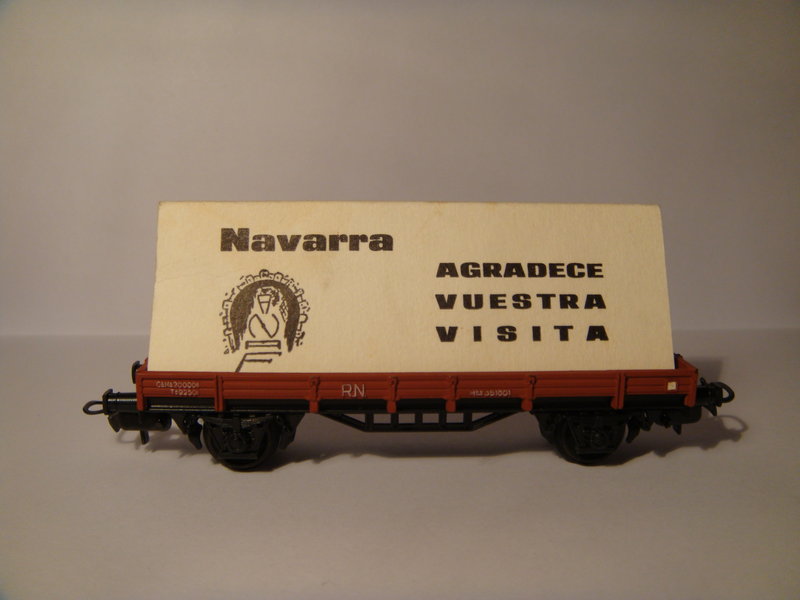 Navarra
AGRADECE
VUESTRA
VISITA
RN